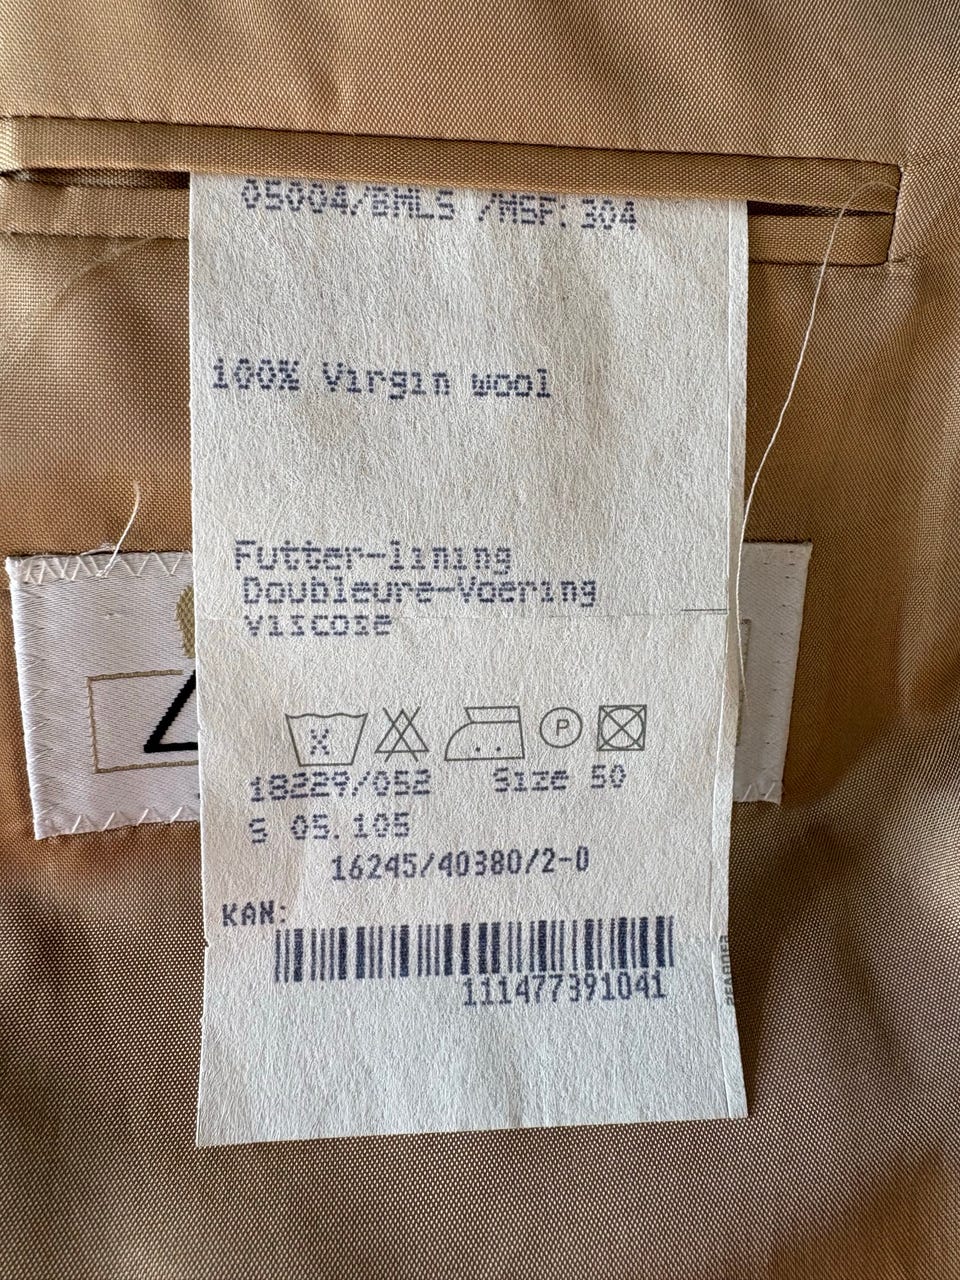 05004/BMLS /MSF: 304
100% Virgin wool
Futter-lining
Doubleure-Voering
viscose
X P
18229/052 Size 50
S 05.105
16245/40380/2-0
KAN:
111477391041